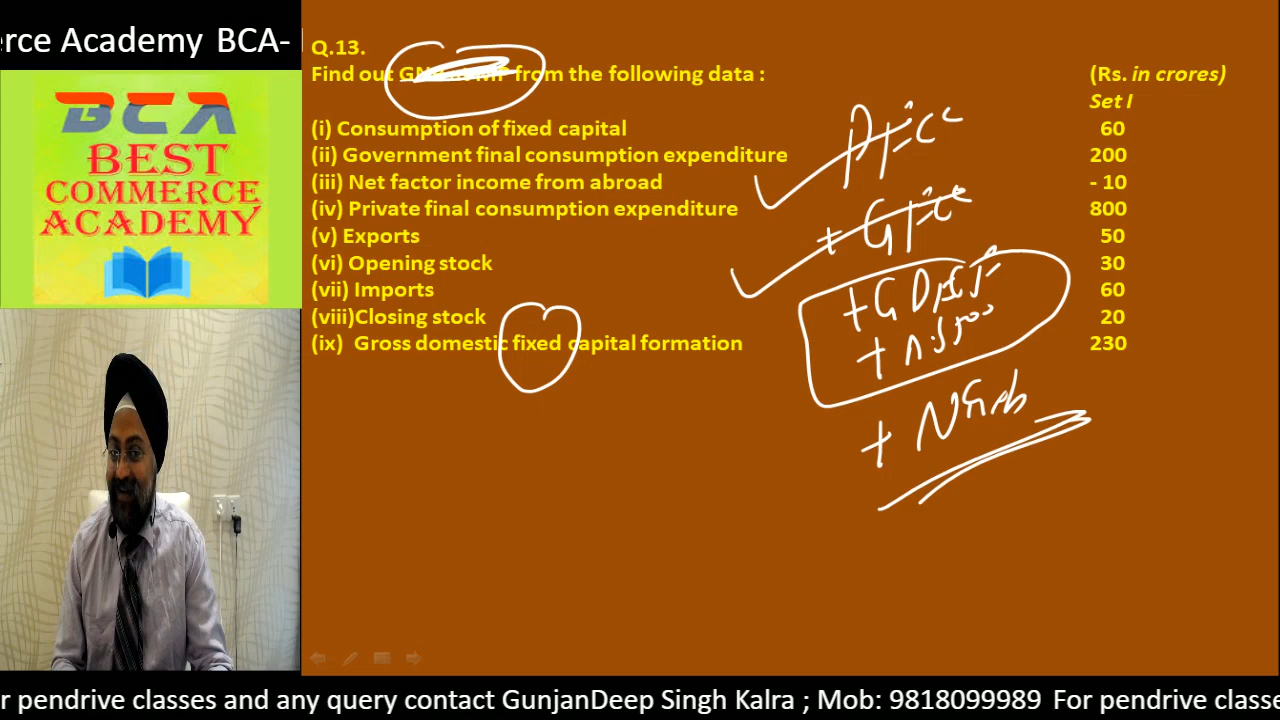 rce Academy BCA-
BCA
BEST
COMMERCE
ACADEMY
Q.13.
Find out from the following data : (Rs. in crores)
Set I
(i) Consumption of fixed capital 60
(ii) Government final consumption expenditure 200
(iii) Net factor income from abroad - 10
(iv) Private final consumption expenditure 800
(v) Exports 50
(vi) Opening stock 30
(vii) Imports 60
(viii)Closing stock 20
(ix) Gross domestic fixed capital formation 230
r pendrive classes and any query contact GunjanDeep Singh Kalra ; Mob: 9818099989 For pendrive classe